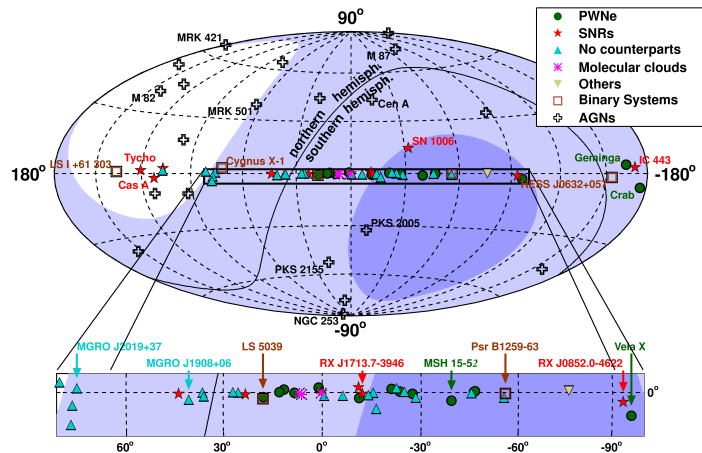 90°
PWNe
SNRs
No counterparts
Molecular clouds
Others
Binary Systems
AGNs
MRK 421
M 87
M 82
MRK 501
Cen A
northern hemisph.
southern hemisph.
SN 1006
Tycho
LS I +61 303
Cygnus X-1
Geminga
IC 443
180°
-180°
Cas A
HESS J0632+057
Crab
PKS 2005
PKS 2155
NGC 253
-90°
MGRO J2019+37
LS 5039
Psr B1259-63
Vela X
MGRO J1908+06
RX J1713.7-3946
MSH 15-52
RX J0852.0-4622
0°
60°
30°
0°
-30°
-60°
-90°
-100°